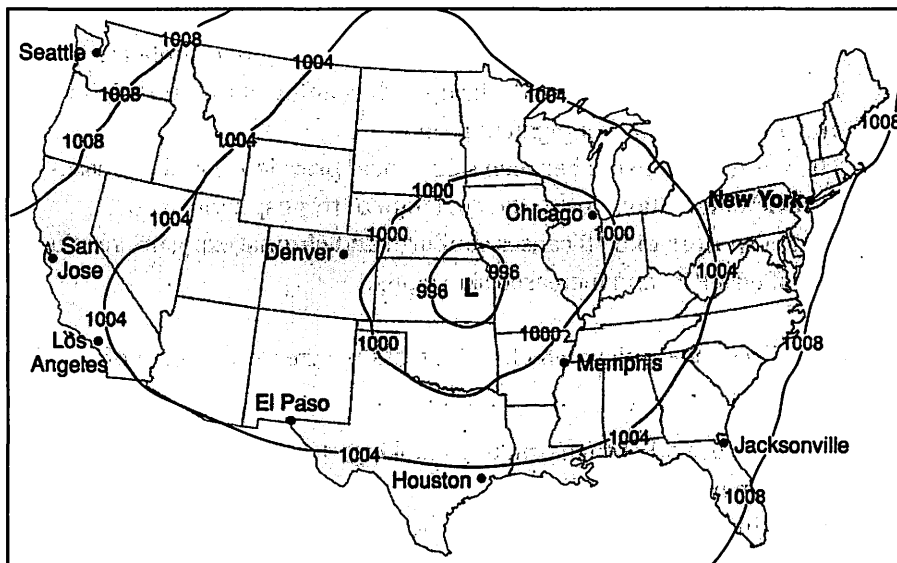 1008
Seattle
1004
1008
1004
1008
1008
1004
1000
New York
1004
Chicago
1000
1000
San
Jose
Denver
1004
996
996
L
1004
1000
1000
1008
Los
Angeles
Memphis
El Paso
1004
1004
Jacksonville
Houston
1008